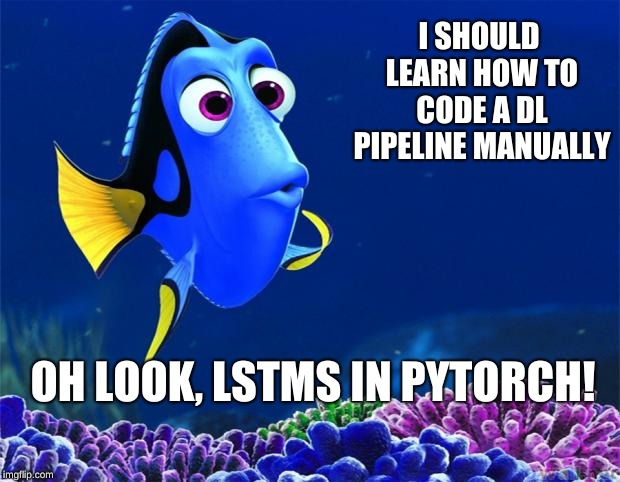 I SHOULD
LEARN HOW TO
CODE A DL
PIPELINE MANUALLY
OH LOOK, LSTMS IN PYTORCH!
imgflip.com